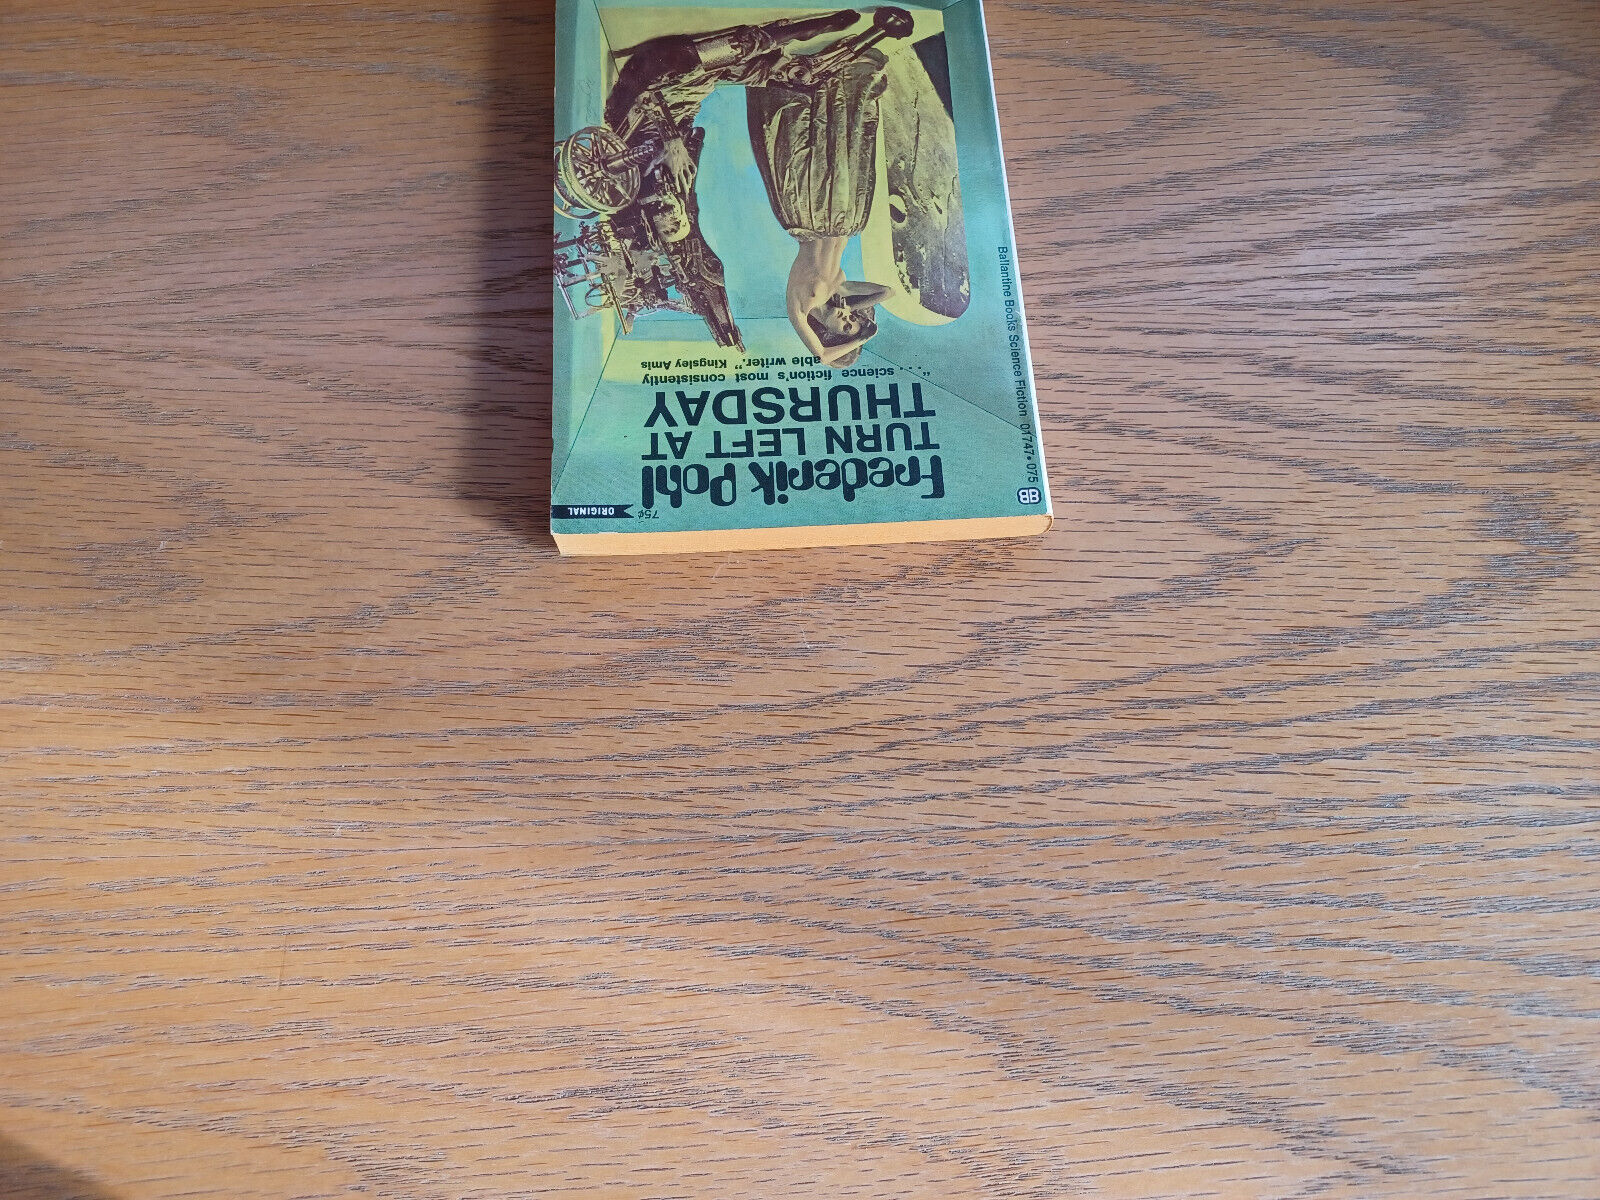 75¢
ORIGINAL
BB
Ballantine Books Science Fiction 01747•075
Frederik Pohl
TURN LEFT AT
THURSDAY
"... science fiction's most consistently
able writer." Kingsley Amis